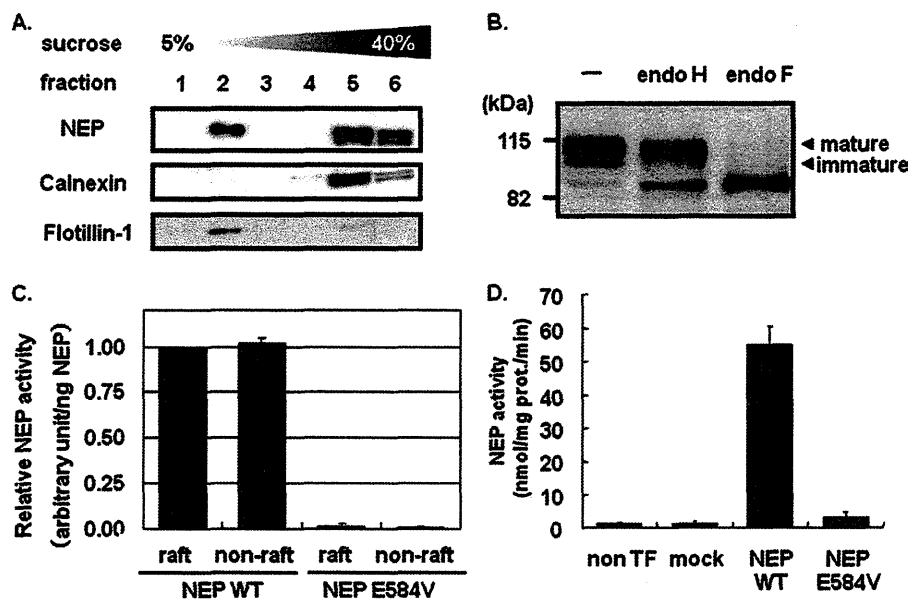 A.
sucrose 5% 40%
fraction 1 2 3 4 5 6
NEP
Calnexin
Flotillin-1
B.
– endo H endo F
(kDa)
115
82
mature
immature
C.
Relative NEP activity
(arbitrary unit/ng NEP)
1.00
0.75
0.50
0.25
0.00
raft non-raft raft non-raft
NEP WT NEP E584V
D.
NEP activity
(nmol/mg prot./min)
70
60
50
40
30
20
10
0
non TF mock NEP WT NEP E584V